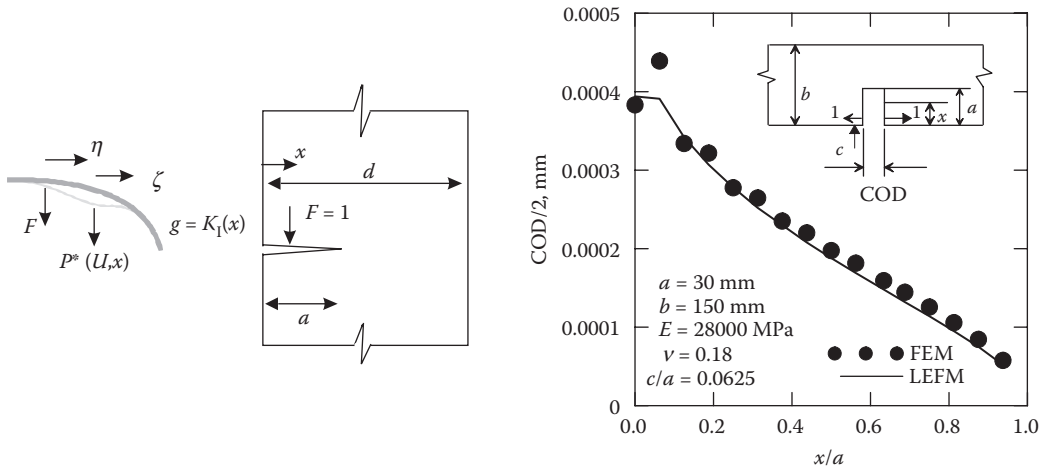 η
ζ
F
P* (U,x)
g = K_I(x)
x
d
F = 1
a
COD/2, mm
0.0005
0.0004
0.0003
0.0002
0.0001
0
b
1
1
x
a
c
COD
a = 30 mm
b = 150 mm
E = 28000 MPa
ν = 0.18
c/a = 0.0625
FEM
LEFM
0.0 0.2 0.4 0.6 0.8 1.0
x/a